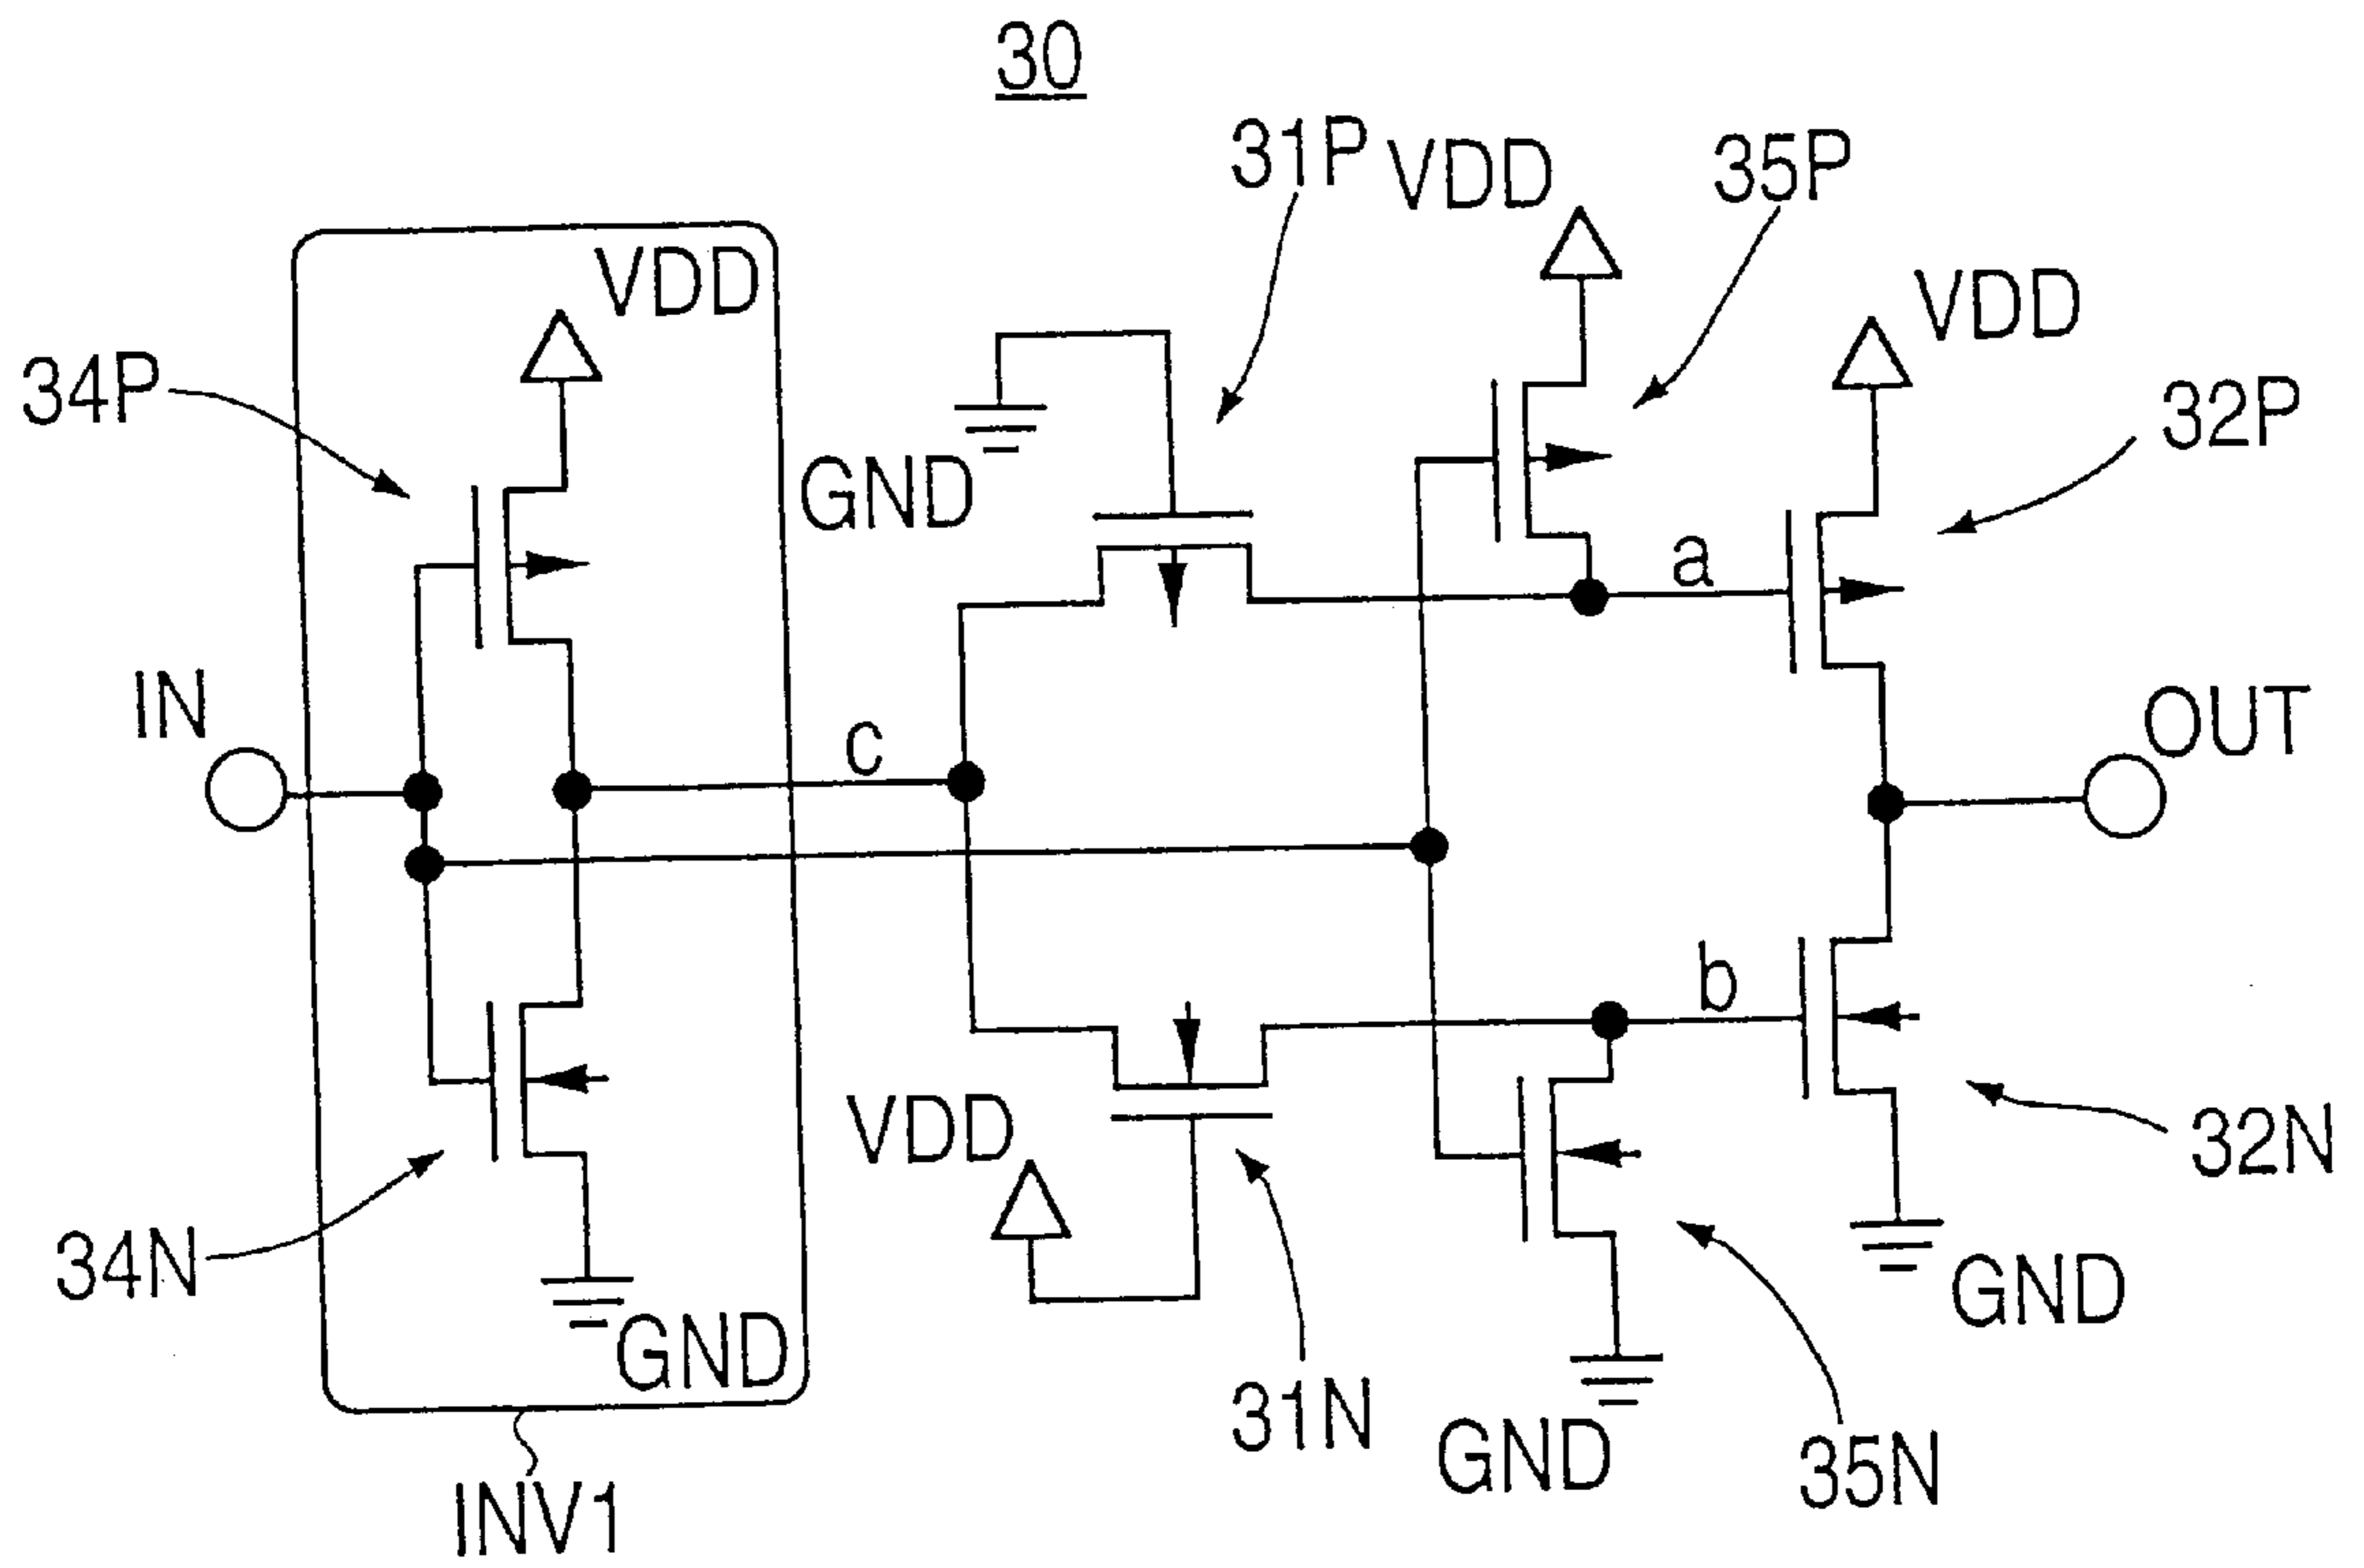 30
31P
VDD
35P
VDD
VDD
34P
32P
GND
a
IN
c
OUT
b
VDD
32N
34N
GND
GND
31N
GND
35N
INV1